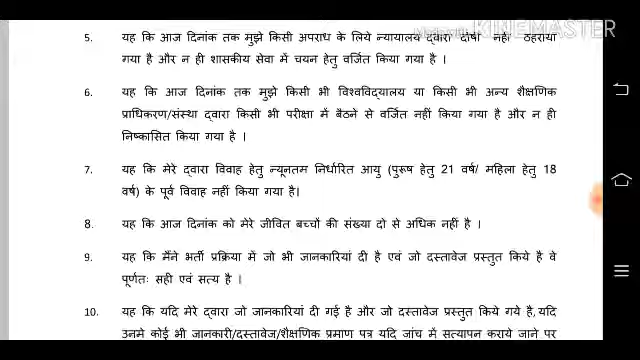 5. यह कि आज दिनांक तक मुझे किसी अपराध के लिये न्यायालय द्वारा दोषी नहीं ठहराया
गया है और न ही शासकीय सेवा में चयन हेतु वर्जित किया गया है ।
6. यह कि आज दिनांक तक मुझे किसी भी विश्वविद्यालय या किसी भी अन्य शैक्षणिक
प्राधिकरण/संस्था द्वारा किसी भी परीक्षा में बैठने से वर्जित नहीं किया गया है और न ही
निष्कासित किया गया है ।
7. यह कि मेरे द्वारा विवाह हेतु न्यूनतम निर्धारित आयु (पुरूष हेतु 21 वर्ष/ महिला हेतु 18
वर्ष) के पूर्व विवाह नहीं किया गया है।
8. यह कि आज दिनांक को मेरे जीवित बच्चों की संख्या दो से अधिक नहीं है ।
9. यह कि मैंने भर्ती प्रक्रिया में जो भी जानकारियां दी है एवं जो दस्तावेज प्रस्तुत किये है वे
पूर्णतः सही एवं सत्य है ।
10. यह कि यदि मेरे द्वारा जो जानकारियां दी गई है और जो दस्तावेज प्रस्तुत किये गये है, यदि
उनमे कोई भी जानकारी/दस्तावेज/शैक्षणिक प्रमाण पत्र यदि जांच में सत्यापन कराये जाने पर
KINEMASTER